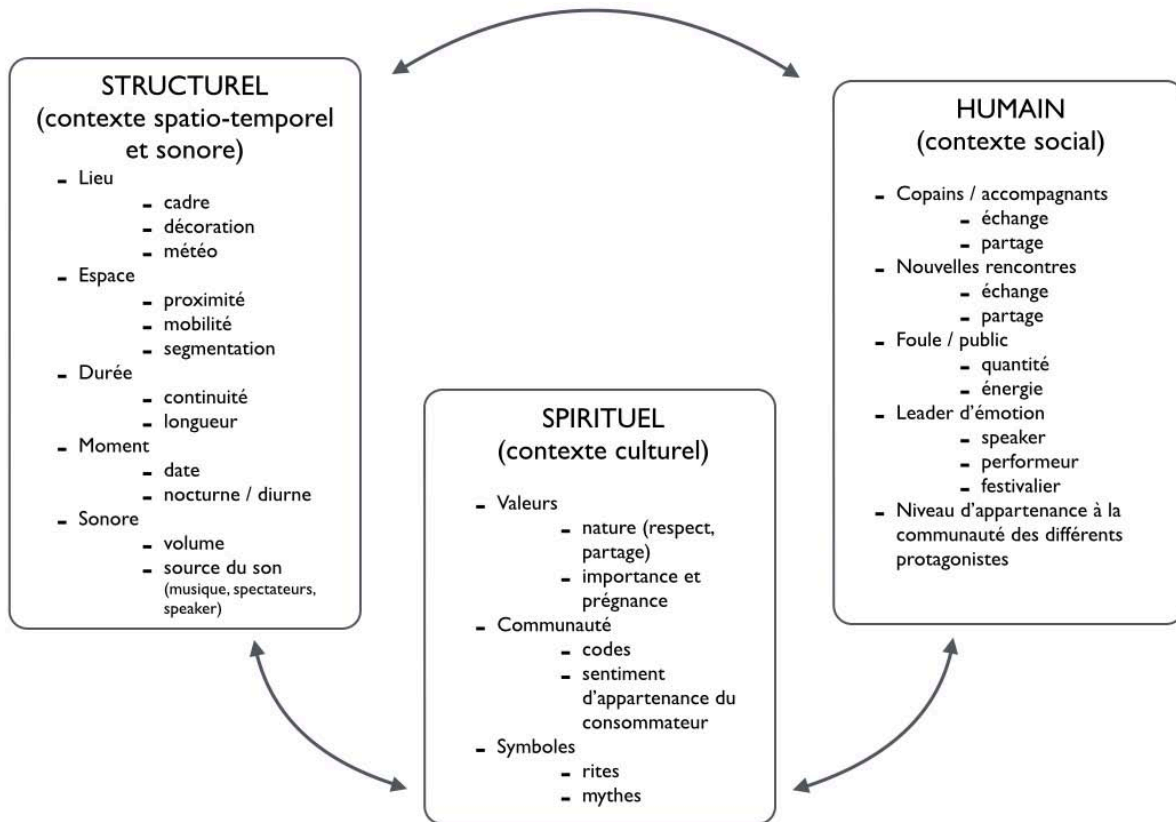 STRUCTUREL
(contexte spatio-temporel
et sonore)
- Lieu
- cadre
- décoration
- météo
- Espace
- proximité
- mobilité
- segmentation
- Durée
- continuité
- longueur
- Moment
- date
- nocturne / diurne
- Sonore
- volume
- source du son
(musique, spectateurs,
speaker)
SPIRITUEL
(contexte culturel)
- Valeurs
- nature (respect,
partage)
- importance et
prégnance
- Communauté
- codes
- sentiment
d'appartenance du
consommateur
- Symboles
- rites
- mythes
HUMAIN
(contexte social)
- Copains / accompagnants
- échange
- partage
- Nouvelles rencontres
- échange
- partage
- Foule / public
- quantité
- énergie
- Leader d'émotion
- speaker
- performeur
- festivalier
- Niveau d'appartenance à la
communauté des différents
protagonistes